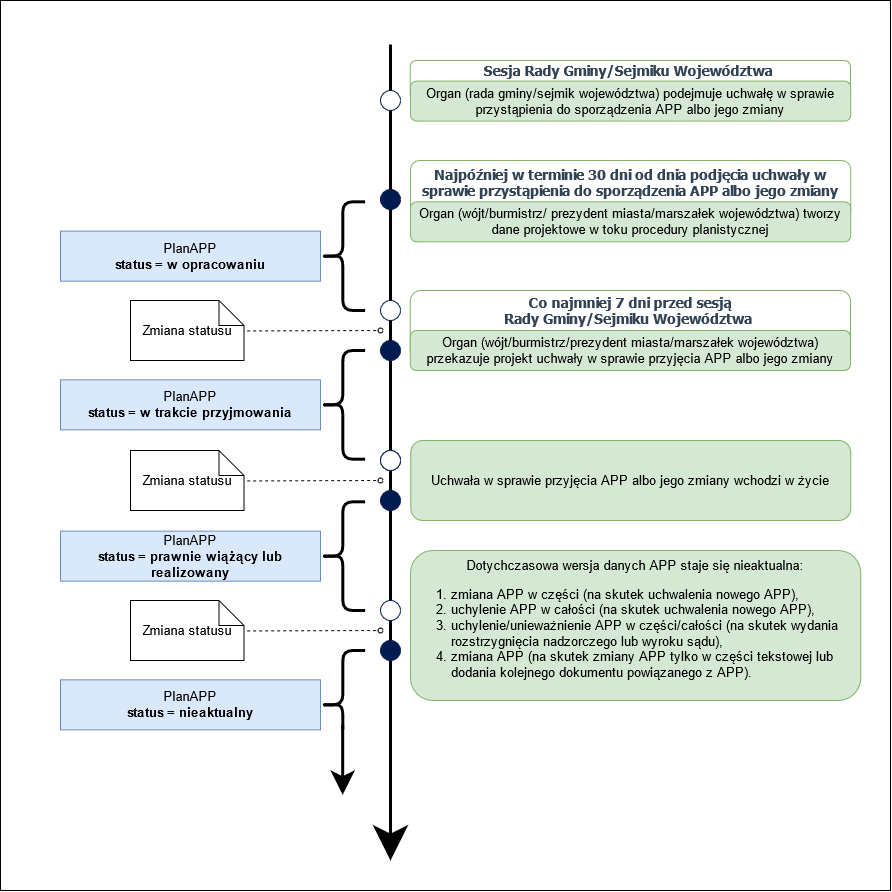 Sesja Rady Gminy/Sejmiku Województwa
Organ (rada gminy/sejmik województwa) podejmuje uchwałę w sprawie
przystąpienia do sporządzenia APP albo jego zmiany
Najpóźniej w terminie 30 dni od dnia podjęcia uchwały w
sprawie przystąpienia do sporządzenia APP albo jego zmiany
Organ (wójt/burmistrz/ prezydent miasta/marszałek województwa) tworzy
dane projektowe w toku procedury planistycznej
PlanAPP
status = w opracowaniu
Co najmniej 7 dni przed sesją
Rady Gminy/Sejmiku Województwa
Organ (wójt/burmistrz/prezydent miasta/marszałek województwa)
przekazuje projekt uchwały w sprawie przyjęcia APP albo jego zmiany
Zmiana statusu
PlanAPP
status = w trakcie przyjmowania
Zmiana statusu
Uchwała w sprawie przyjęcia APP albo jego zmiany wchodzi w życie
PlanAPP
status = prawnie wiążący lub
realizowany
Dotychczasowa wersja danych APP staje się nieaktualna:
1. zmiana APP w części (na skutek uchwalenia nowego APP),
2. uchylenie APP w całości (na skutek uchwalenia nowego APP),
3. uchylenie/unieważnienie APP w części/całości (na skutek wydania
rozstrzygnięcia nadzorczego lub wyroku sądu),
4. zmiana APP (na skutek zmiany APP tylko w części tekstowej lub
dodania kolejnego dokumentu powiązanego z APP).
Zmiana statusu
PlanAPP
status = nieaktualny